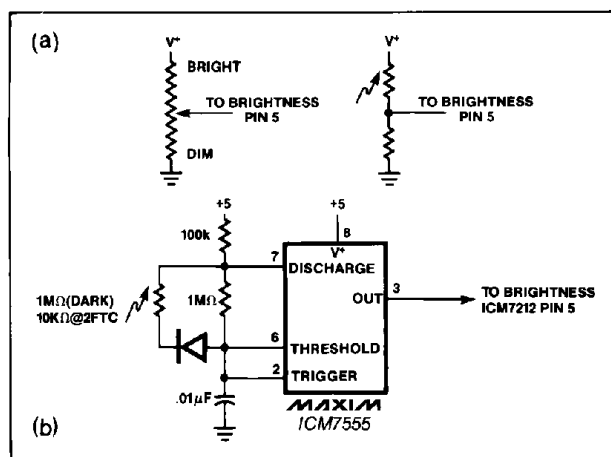 (a)
V+
BRIGHT
TO BRIGHTNESS
PIN 5
DIM
V+
TO BRIGHTNESS
PIN 5
+5
100k
+5
8
V+
7
DISCHARGE
1MΩ(DARK)
10KΩ@2FTC
1MΩ
OUT
3
TO BRIGHTNESS
ICM7212 PIN 5
6
THRESHOLD
2
TRIGGER
.01µF
MAXIM
ICM7555
(b)